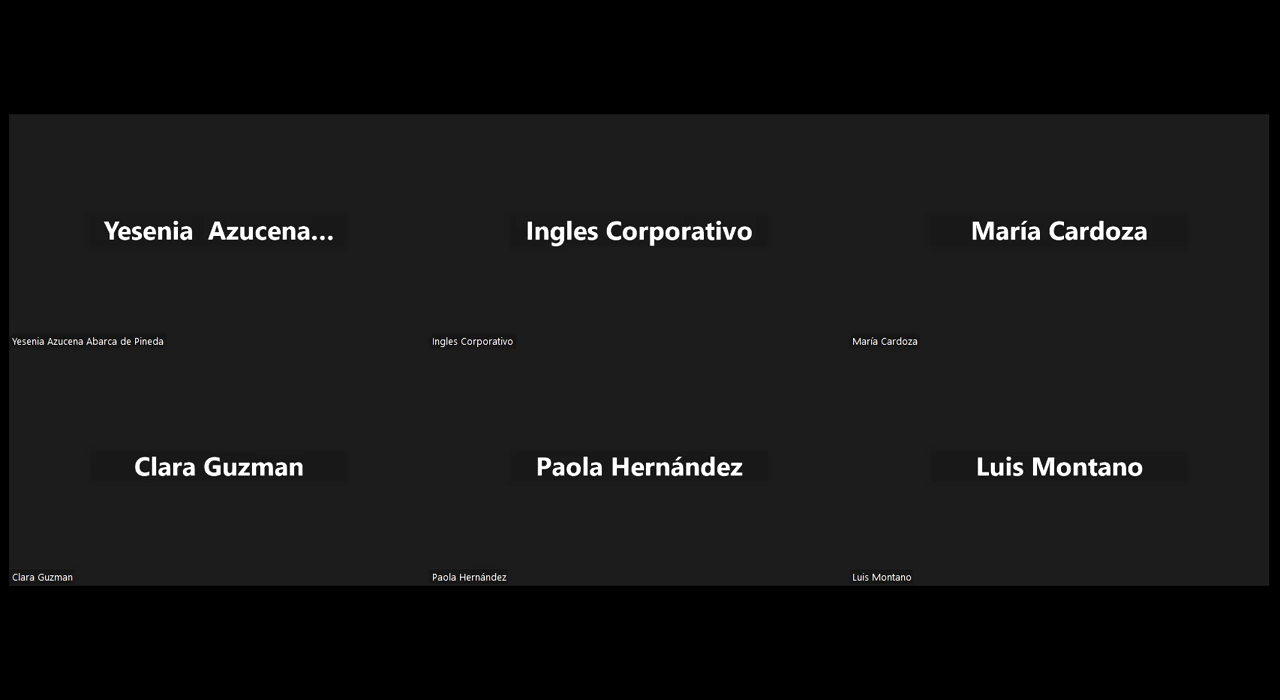 Yesenia  Azucena...
Ingles Corporativo
María Cardoza
Yesenia Azucena Abarca de Pineda
Ingles Corporativo
María Cardoza
Clara Guzman
Paola Hernández
Luis Montano
Clara Guzman
Paola Hernández
Luis Montano